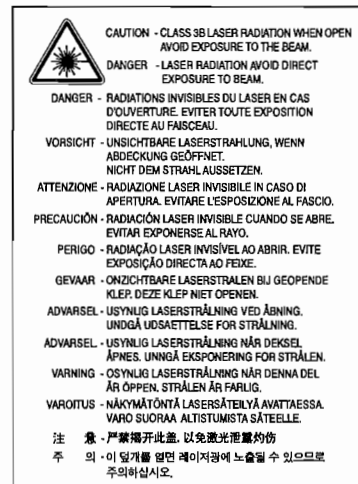 CAUTION - CLASS 3B LASER RADIATION WHEN OPEN
AVOID EXPOSURE TO THE BEAM.
DANGER - LASER RADIATION AVOID DIRECT
EXPOSURE TO BEAM.
DANGER - RADIATIONS INVISIBLES DU LASER EN CAS
D'OUVERTURE. EVITER TOUTE EXPOSITION
DIRECTE AU FAISCEAU.
VORSICHT - UNSICHTBARE LASERSTRAHLUNG, WENN
ABDECKUNG GEÖFFNET.
NICHT DEM STRAHL AUSSETZEN.
ATTENZIONE - RADIAZIONE LASER INVISIBILE IN CASO DI
APERTURA. EVITARE L'ESPOSIZIONE AL FASCIO.
PRECAUCIÓN - RADIACIÓN LASER INVISIBLE CUANDO SE ABRE.
EVITAR EXPONERSE AL RAYO.
PERIGO - RADIAÇÃO LASER INVISÍVEL AO ABRIR. EVITE
EXPOSIÇÃO DIRECTA AO FEIXE.
GEVAAR - ONZICHTBARE LASERSTRALEN BIJ GEOPENDE
KLEP. DEZE KLEP NIET OPENEN.
ADVARSEL - USYNLIG LASERSTRÅLNING VED ÅBNING.
UNDGÅ UDSAETTELSE FOR STRÅLNING.
ADVARSEL - USYNLIG LASERSTRÅLNING NÅR DEKSEL
ÅPNES. UNNGÅ EKSPONERING FOR STRÅLEN.
VARNING - OSYNLIG LASERSTRÅLNING NÄR DENNA DEL
ÄR ÖPPEN. STRÅLEN ÄR FARLIG.
VAROITUS - NÄKYMÄTÖNTÄ LASERSÄTEILYÄ AVATTAESSA.
VARO SUORAA ALTISTUMISTA SÄTEELLE.
注 意 - 严禁揭开此盖, 以免激光泄露灼伤
주 의 - 이 덮개를 열면 레이저광에 노출될 수 있으므로
주의하십시오.